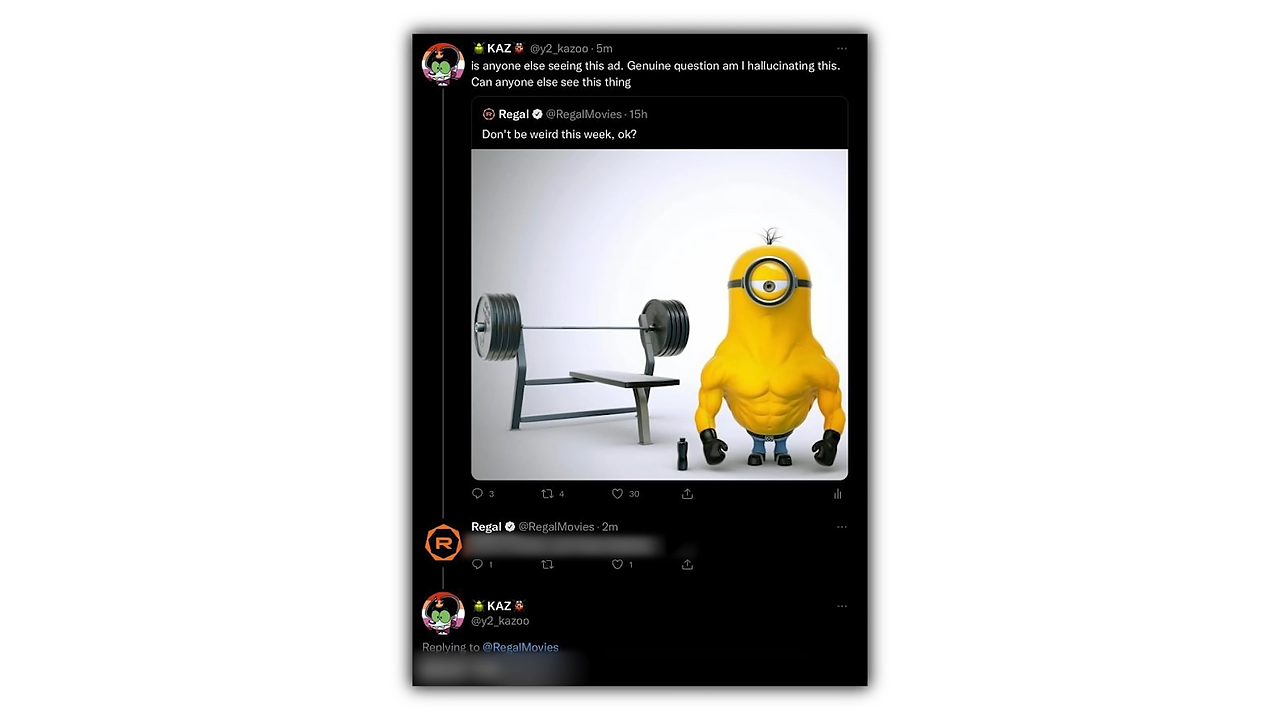 KAZ @y2_kazoo · 5m
is anyone else seeing this ad. Genuine question am I hallucinating this.
Can anyone else see this thing
Regal @RegalMovies · 15h
Don't be weird this week, ok?
3 4 30
Regal @RegalMovies · 2m
R
1 1
KAZ
@y2_kazoo
Replying to @RegalMovies